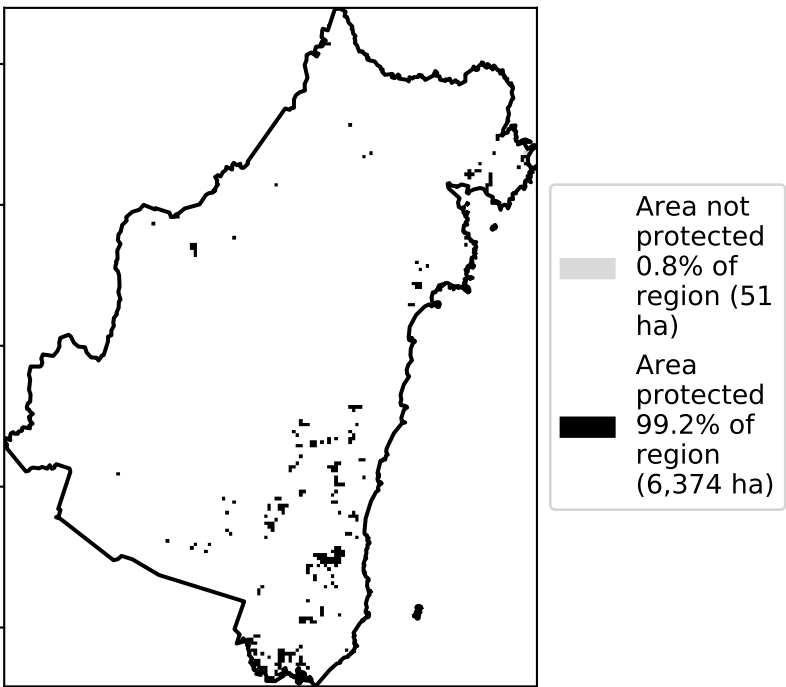 Area not
protected
0.8% of
region (51
ha)
Area
protected
99.2% of
region
(6,374 ha)